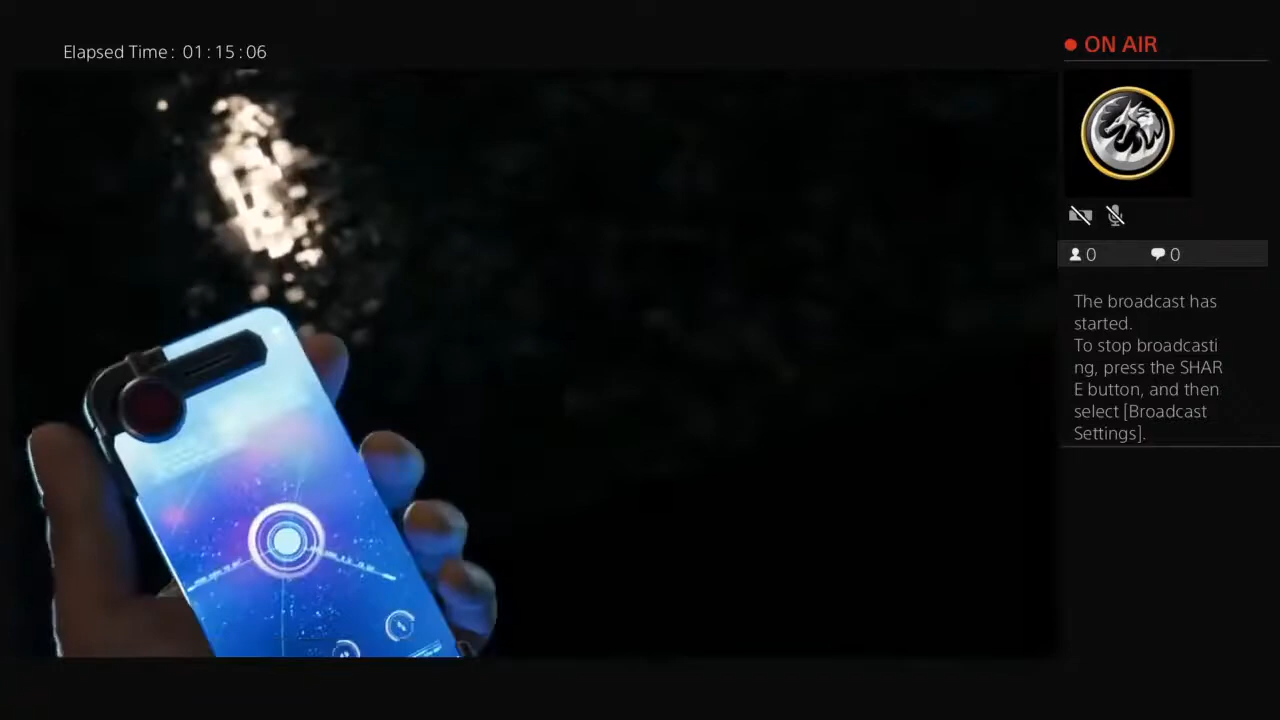 Elapsed Time: 01:15:06
ON AIR
0
0
The broadcast has
started.
To stop broadcasti
ng, press the SHAR
E button, and then
select [Broadcast
Settings].